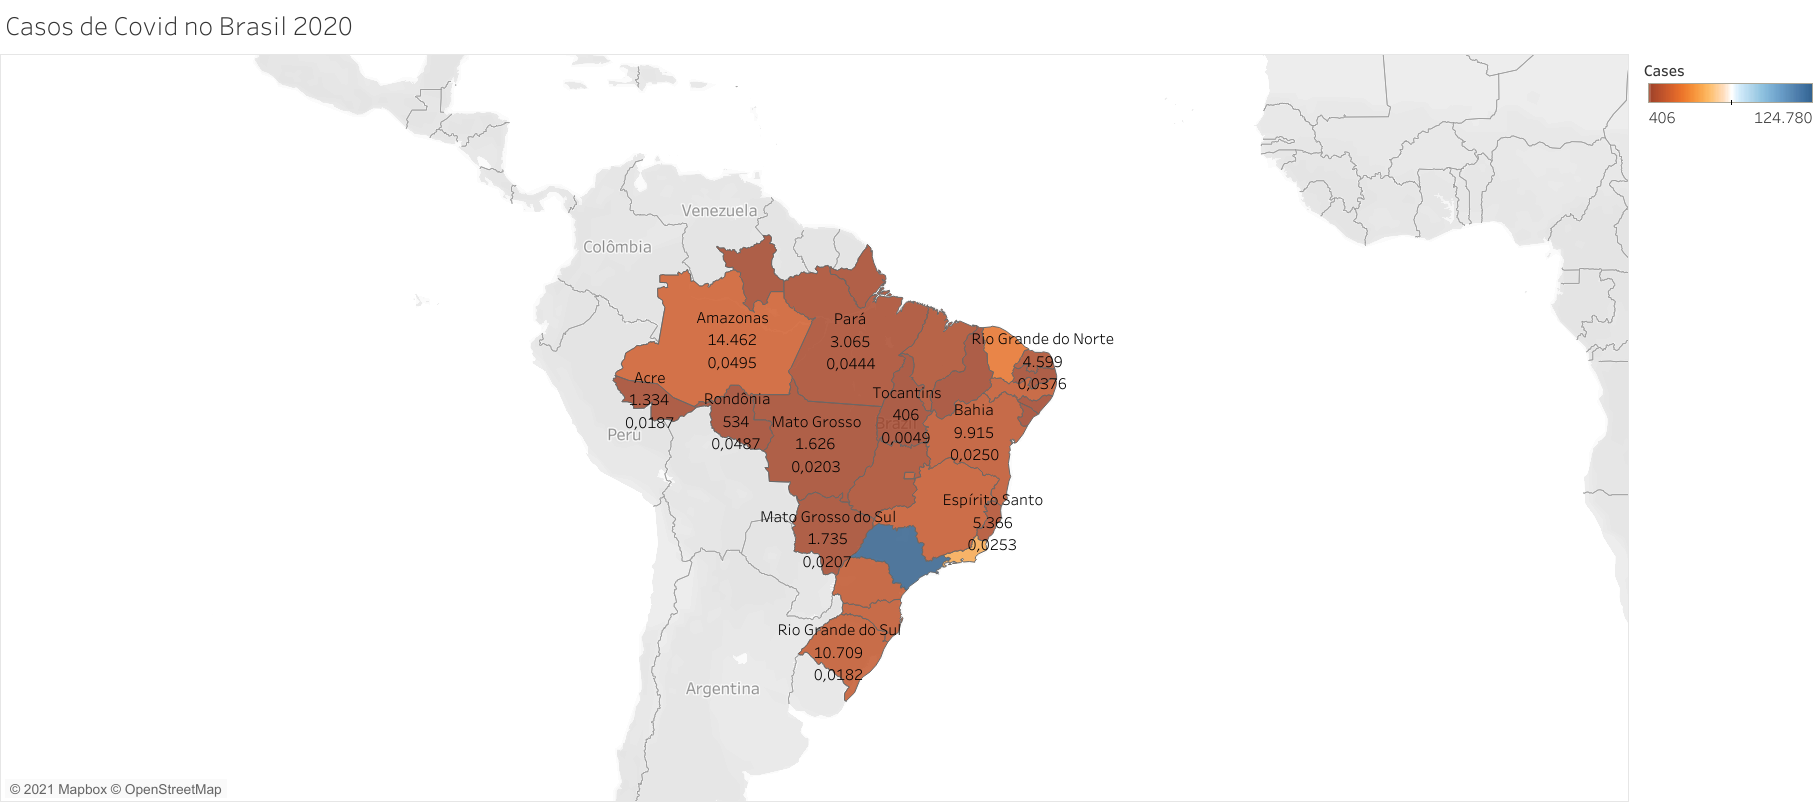 Casos de Covid no Brasil 2020
Cases
406 124.780
Venezuela
Colômbia
Amazonas
14.462
0,0495
Pará
3.065
0,0444
Rio Grande do Norte
4.599
0,0376
Acre
1.334
0,0187
Peru
Rondônia
534
0,0487
Tocantins
406
0,0049
Brazil
Mato Grosso
1.626
0,0203
Bahia
9.915
0,0250
Espírito Santo
5.366
0,0253
Mato Grosso do Sul
1.735
0,0207
Rio Grande do Sul
10.709
0,0182
Argentina
© 2021 Mapbox © OpenStreetMap